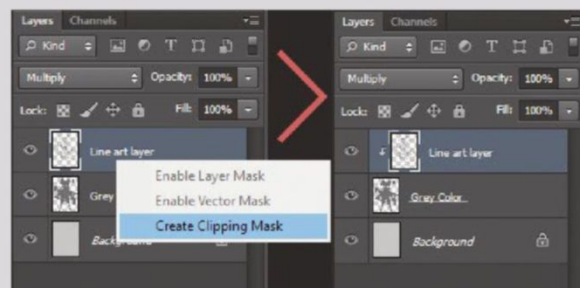 Layers Channels
Kind
Multiply Opacity: 100%
Lock: Fill: 100%
Line art layer
Enable Layer Mask
Enable Vector Mask
Grey
Create Clipping Mask
Layers Channels
Kind
Multiply Opacity: 100%
Lock: Fill: 100%
Line art layer
Grey Color
Background